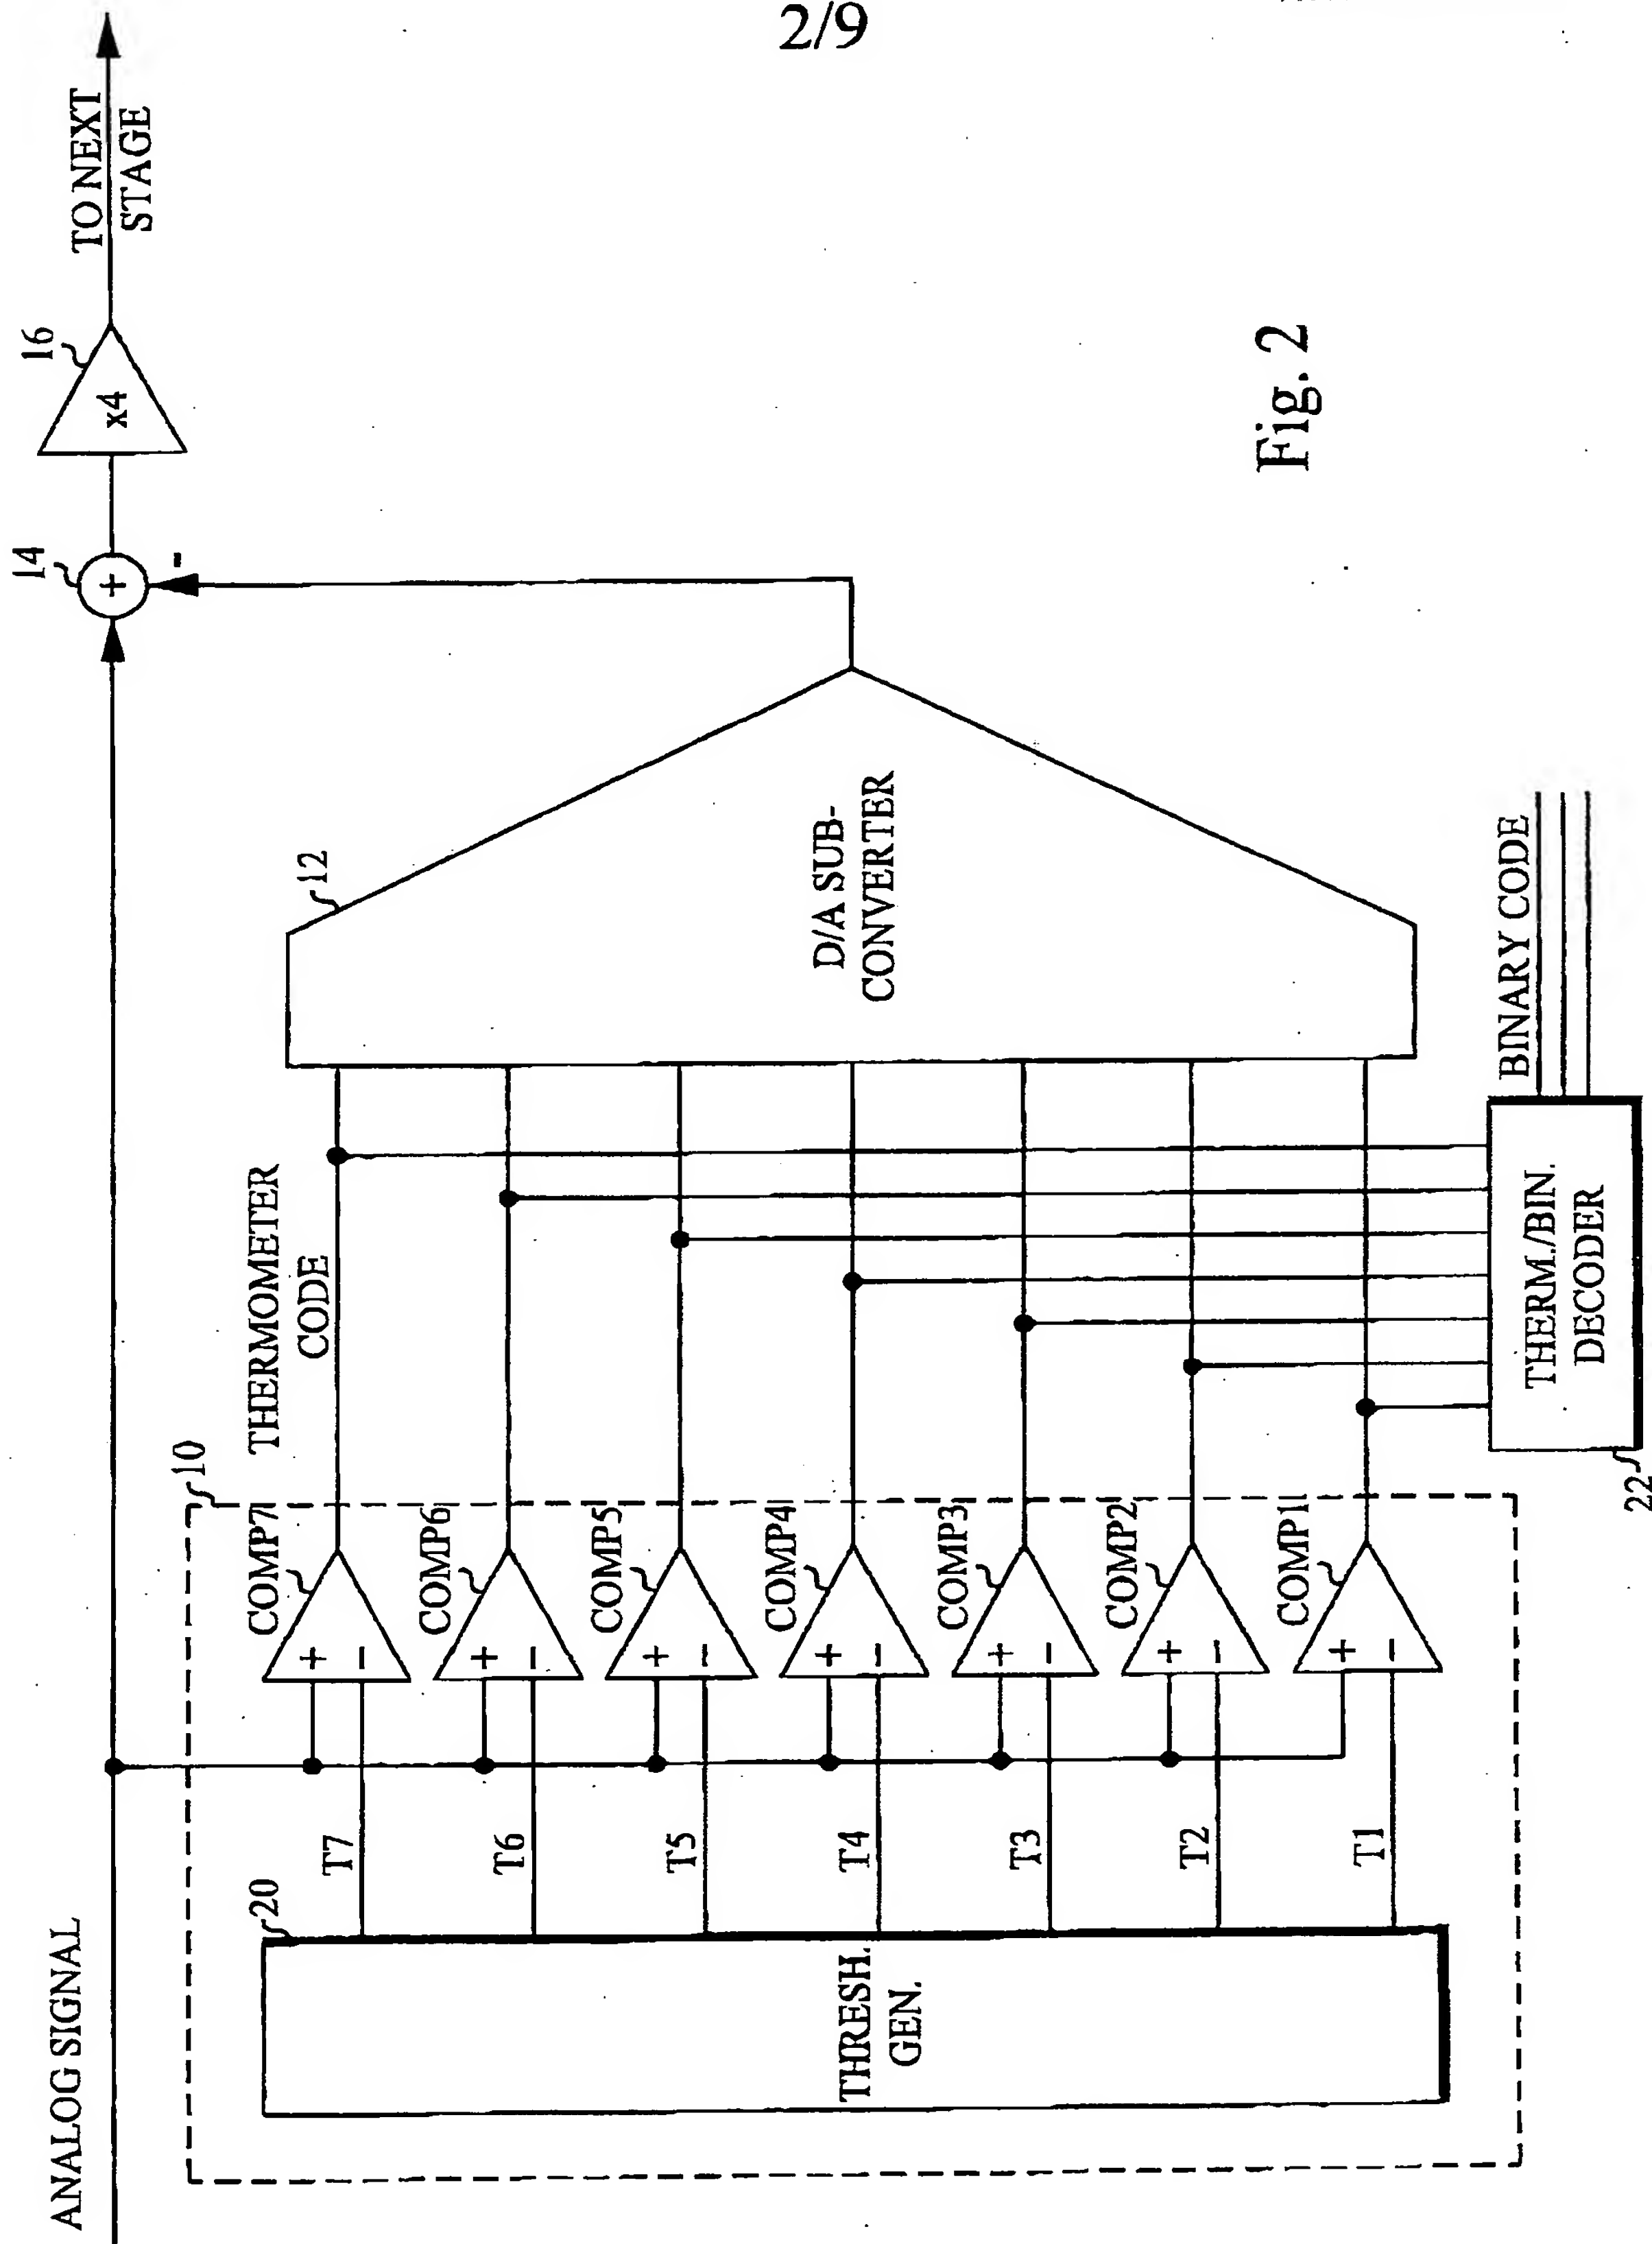 2/9
ANALOG SIGNAL
14
16
x4
TO NEXT
STAGE
+
-
10
20
THRESH.
GEN.
T7
T6
T5
T4
T3
T2
T1
COMP7
+
-
COMP6
+
-
COMP5
+
-
COMP4
+
-
COMP3
+
-
COMP2
+
-
COMP1
+
-
THERMOMETER
CODE
12
D/A SUB-
CONVERTER
22
THERM./BIN.
DECODER
BINARY CODE
Fig. 2